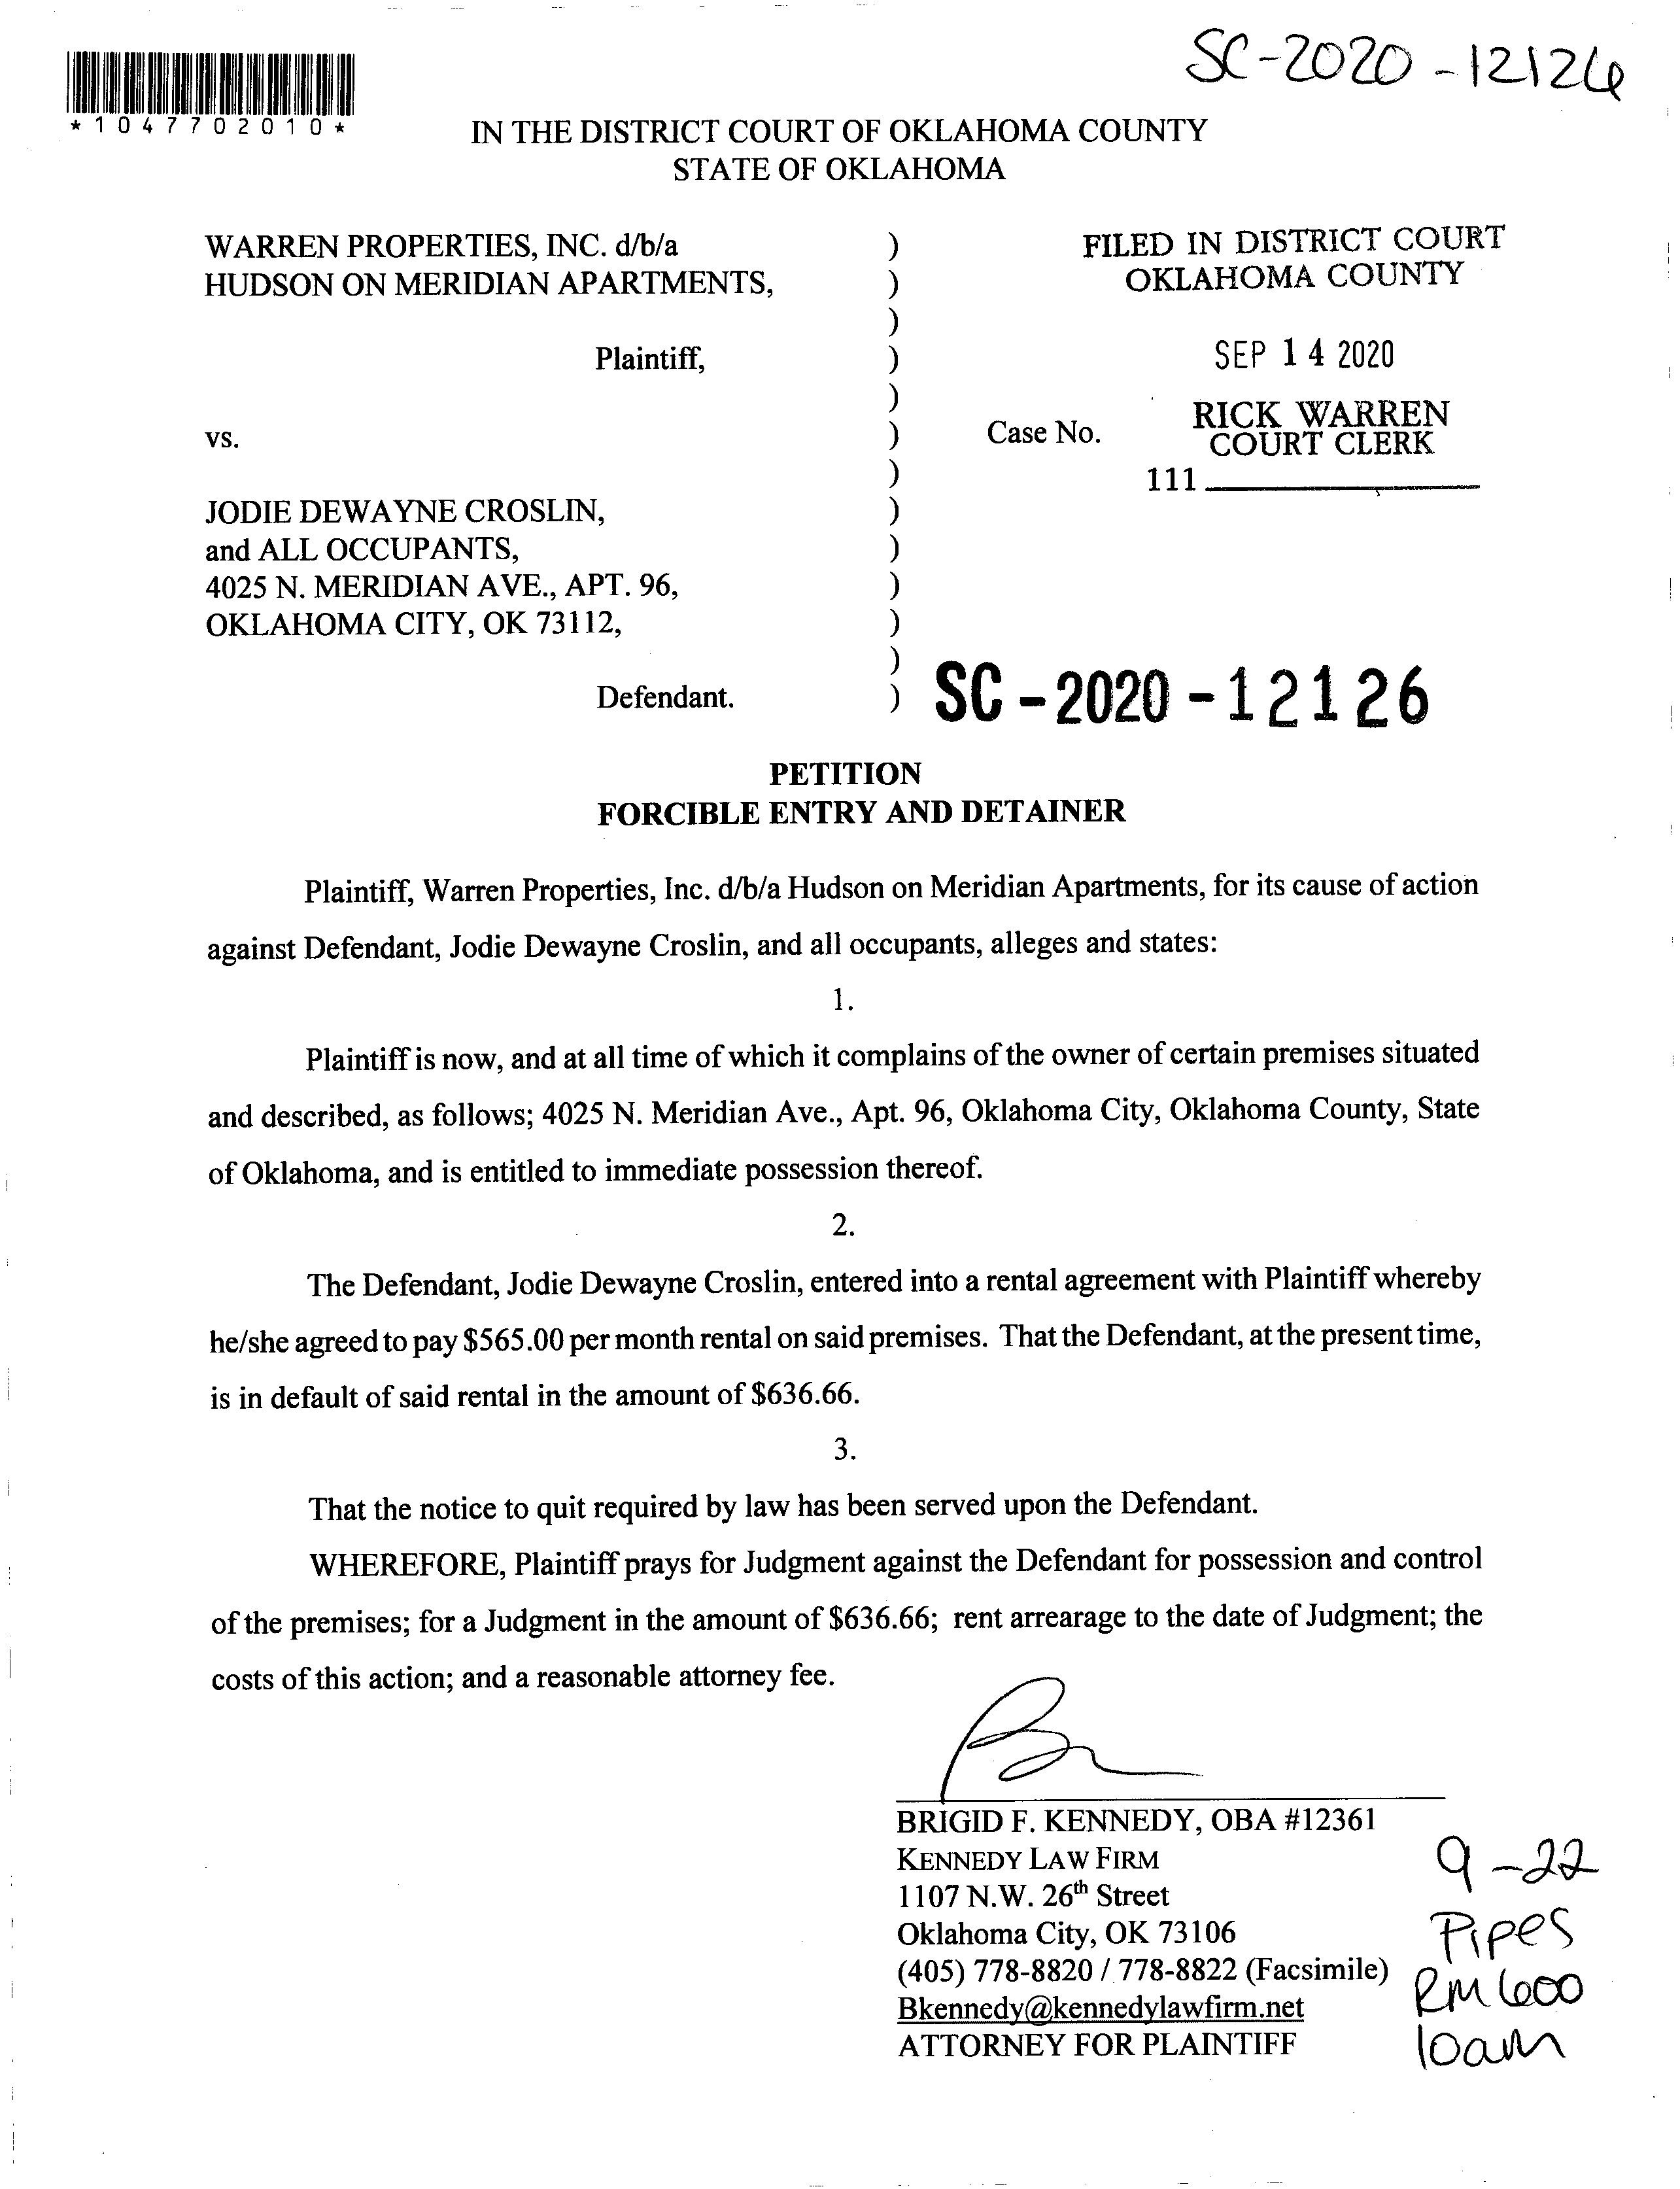 SC-2020-12126
*1047702010*
IN THE DISTRICT COURT OF OKLAHOMA COUNTY
STATE OF OKLAHOMA
WARREN PROPERTIES, INC. d/b/a ) FILED IN DISTRICT COURT
HUDSON ON MERIDIAN APARTMENTS, ) OKLAHOMA COUNTY
)
Plaintiff, ) SEP 14 2020
)
vs. ) Case No. RICK WARREN
COURT CLERK
) 111
JODIE DEWAYNE CROSLIN, )
and ALL OCCUPANTS, )
4025 N. MERIDIAN AVE., APT. 96, )
OKLAHOMA CITY, OK 73112, )
)
Defendant. ) SC-2020-12126
PETITION
FORCIBLE ENTRY AND DETAINER
Plaintiff, Warren Properties, Inc. d/b/a Hudson on Meridian Apartments, for its cause of action
against Defendant, Jodie Dewayne Croslin, and all occupants, alleges and states:
1.
Plaintiff is now, and at all time of which it complains of the owner of certain premises situated
and described, as follows; 4025 N. Meridian Ave., Apt. 96, Oklahoma City, Oklahoma County, State
of Oklahoma, and is entitled to immediate possession thereof.
2.
The Defendant, Jodie Dewayne Croslin, entered into a rental agreement with Plaintiff whereby
he/she agreed to pay $565.00 per month rental on said premises. That the Defendant, at the present time,
is in default of said rental in the amount of $636.66.
3.
That the notice to quit required by law has been served upon the Defendant.
WHEREFORE, Plaintiff prays for Judgment against the Defendant for possession and control
of the premises; for a Judgment in the amount of $636.66; rent arrearage to the date of Judgment; the
costs of this action; and a reasonable attorney fee.
BRIGID F. KENNEDY, OBA #12361
KENNEDY LAW FIRM
1107 N.W. 26th Street
Oklahoma City, OK 73106
(405) 778-8820 / 778-8822 (Facsimile)
Bkennedy@kennedylawfirm.net
ATTORNEY FOR PLAINTIFF
9-22
Pipes
RM 600
10am